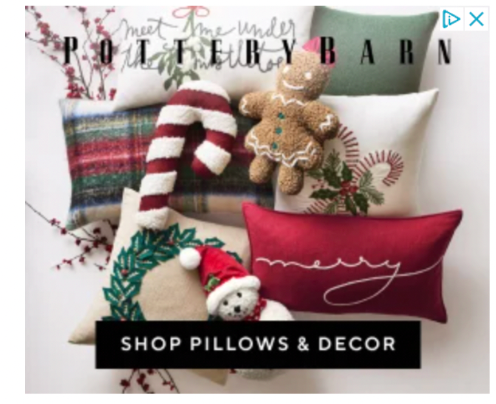 meet me under
POTTERY BARN
the mistletoe
merry
SHOP PILLOWS & DECOR